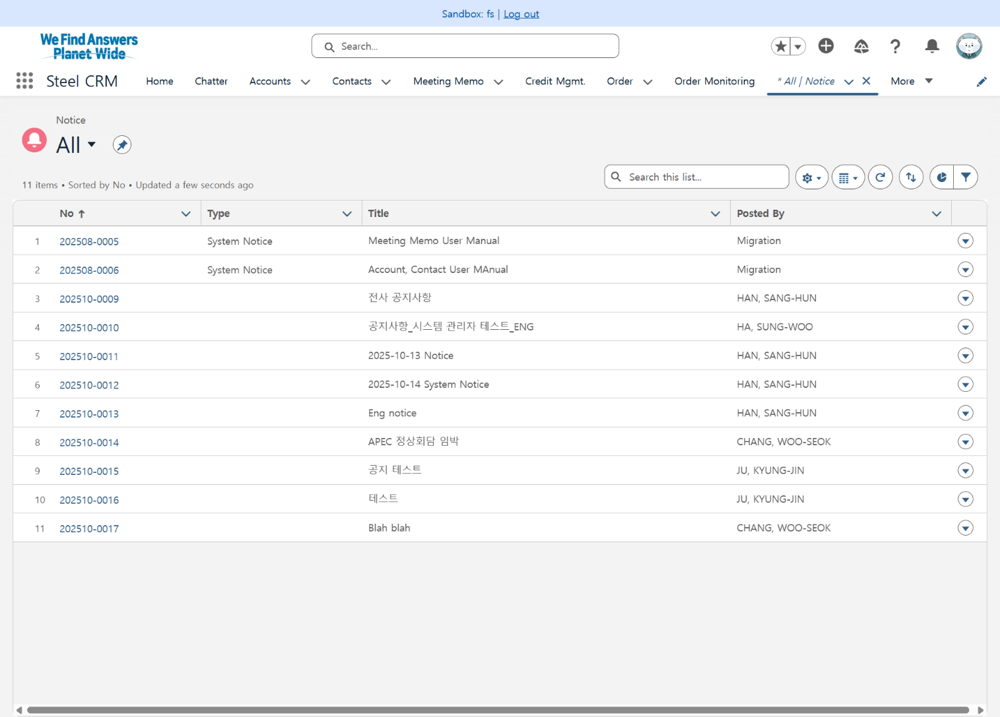 Sandbox: fs | Log out
We Find Answers
Planet Wide
Search...
Steel CRM
Home
Chatter
Accounts
Contacts
Meeting Memo
Credit Mgmt.
Order
Order Monitoring
* All | Notice
More
Notice
All
11 items • Sorted by No • Updated a few seconds ago
Search this list...
No ↑ Type Title Posted By
1 202508-0005 System Notice Meeting Memo User Manual Migration
2 202508-0006 System Notice Account, Contact User MAnual Migration
3 202510-0009 전사 공지사항 HAN, SANG-HUN
4 202510-0010 공지사항_시스템 관리자 테스트_ENG HA, SUNG-WOO
5 202510-0011 2025-10-13 Notice HAN, SANG-HUN
6 202510-0012 2025-10-14 System Notice HAN, SANG-HUN
7 202510-0013 Eng notice HAN, SANG-HUN
8 202510-0014 APEC 정상회담 임박 CHANG, WOO-SEOK
9 202510-0015 공지 테스트 JU, KYUNG-JIN
10 202510-0016 테스트 JU, KYUNG-JIN
11 202510-0017 Blah blah CHANG, WOO-SEOK